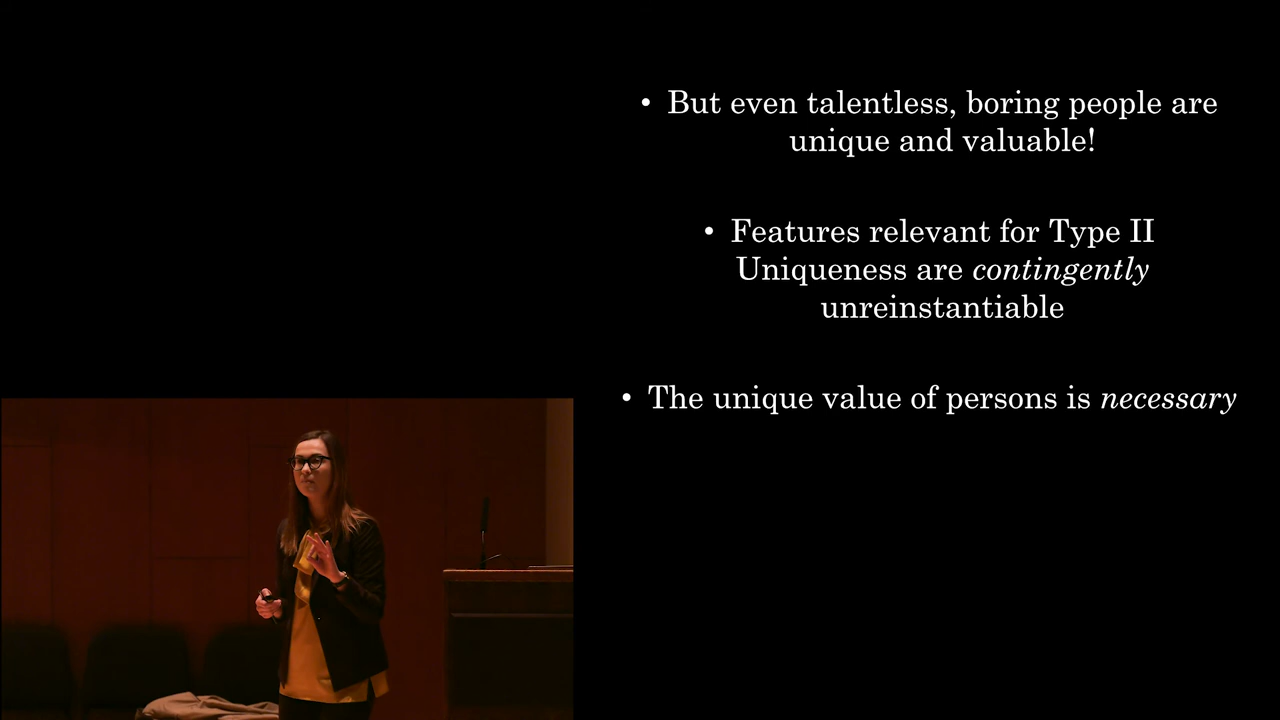 • But even talentless, boring people are
unique and valuable!
• Features relevant for Type II
Uniqueness are contingently
unreinstantiable
• The unique value of persons is necessary